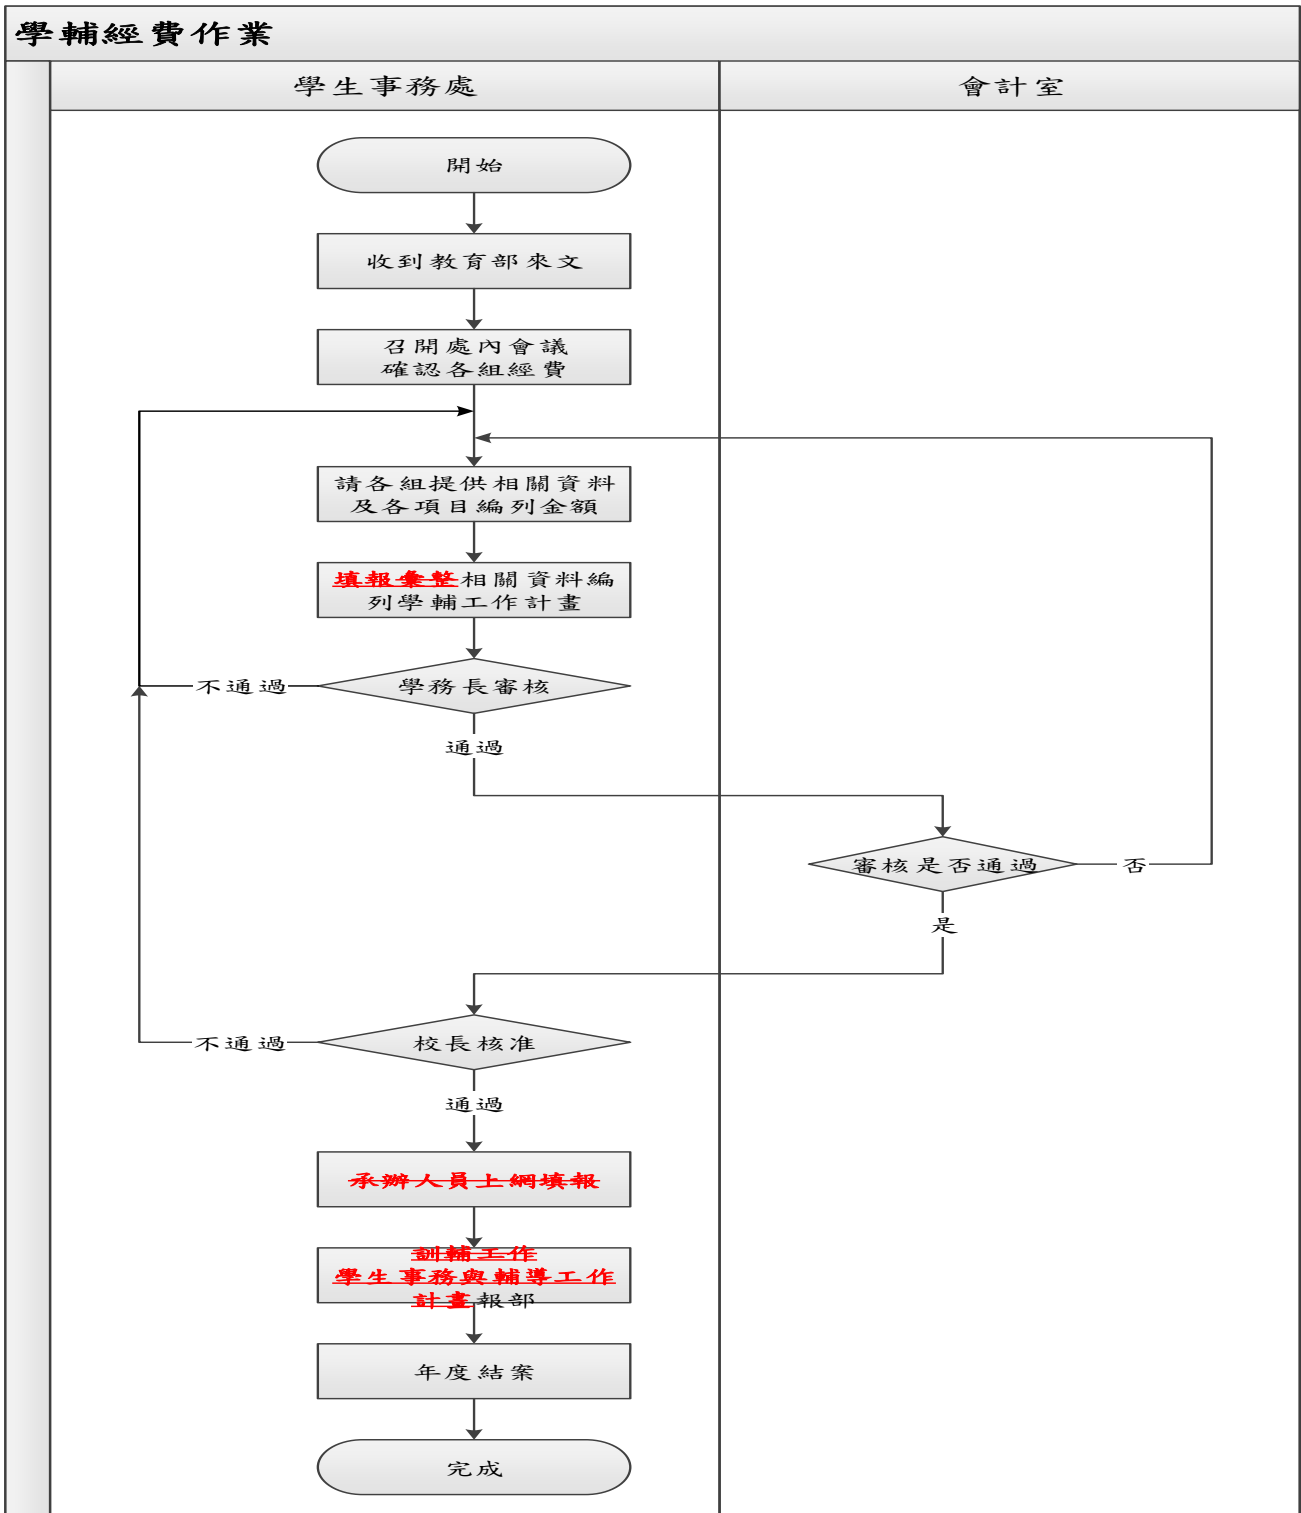 學輔經費作業
學生事務處
會計室
開始
收到教育部來文
召開處內會議
確認各組經費
請各組提供相關資料
及各項目編列金額
填報彙整相關資料編
列學輔工作計畫
不通過
學務長審核
通過
審核是否通過
否
是
不通過
校長核准
通過
承辦人員上網填報
訓輔工作
學生事務與輔導工作
計畫報部
年度結案
完成